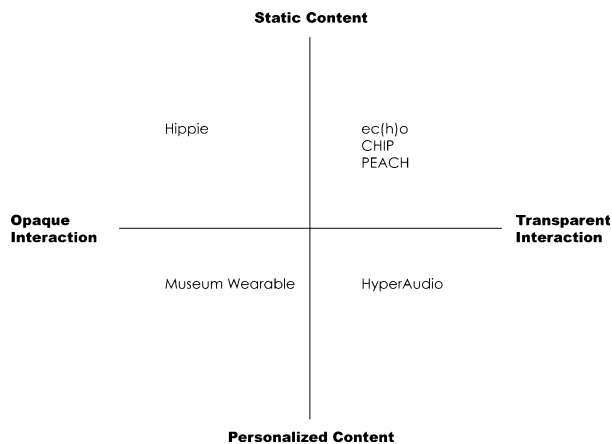 Static Content
Hippie
ec(h)o
CHIP
PEACH
Opaque
Interaction
Transparent
Interaction
Museum Wearable
HyperAudio
Personalized Content